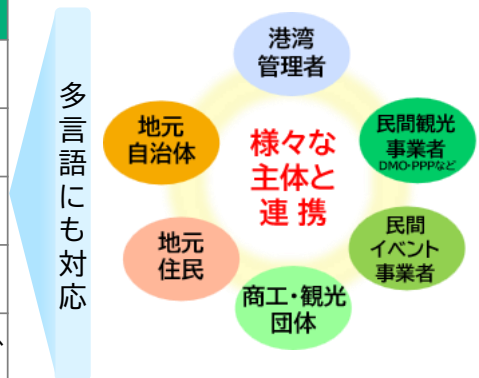 多言語にも対応
港湾
管理者
地元
自治体
民間観光
事業者
DMO・PPPなど
様々な
主体と
連 携
地元
住民
民間
イベント
事業者
商工・観光
団体
、